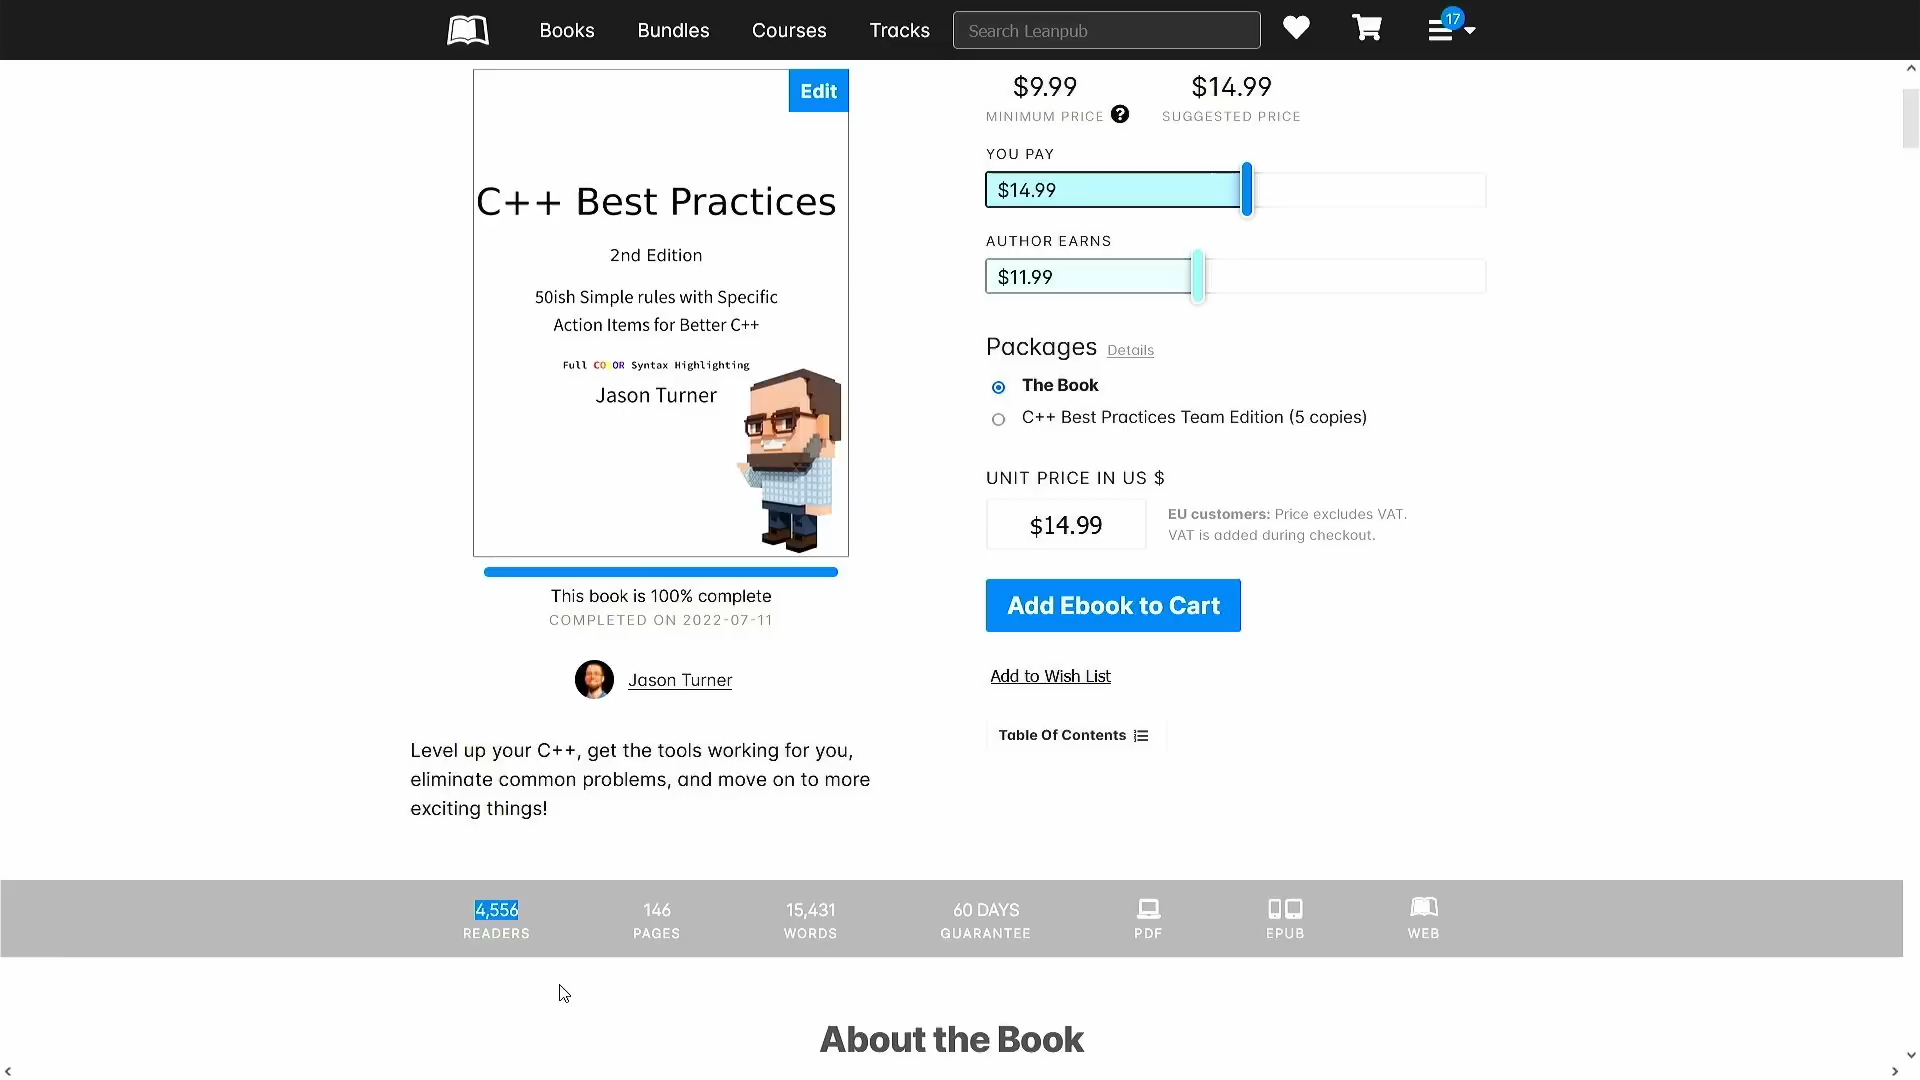 Books
Bundles
Courses
Tracks
Search Leanpub
17
Edit
C++ Best Practices
2nd Edition
50ish Simple rules with Specific
Action Items for Better C++
Full COLOR Syntax Highlighting
Jason Turner
This book is 100% complete
COMPLETED ON 2022-07-11
Jason Turner
Level up your C++, get the tools working for you,
eliminate common problems, and move on to more
exciting things!
$9.99
MINIMUM PRICE ?
$14.99
SUGGESTED PRICE
YOU PAY
$14.99
AUTHOR EARNS
$11.99
Packages Details
The Book
C++ Best Practices Team Edition (5 copies)
UNIT PRICE IN US $
$14.99
EU customers: Price excludes VAT.
VAT is added during checkout.
Add Ebook to Cart
Add to Wish List
Table Of Contents
4,556
READERS
146
PAGES
15,431
WORDS
60 DAYS
GUARANTEE
PDF
EPUB
WEB
About the Book